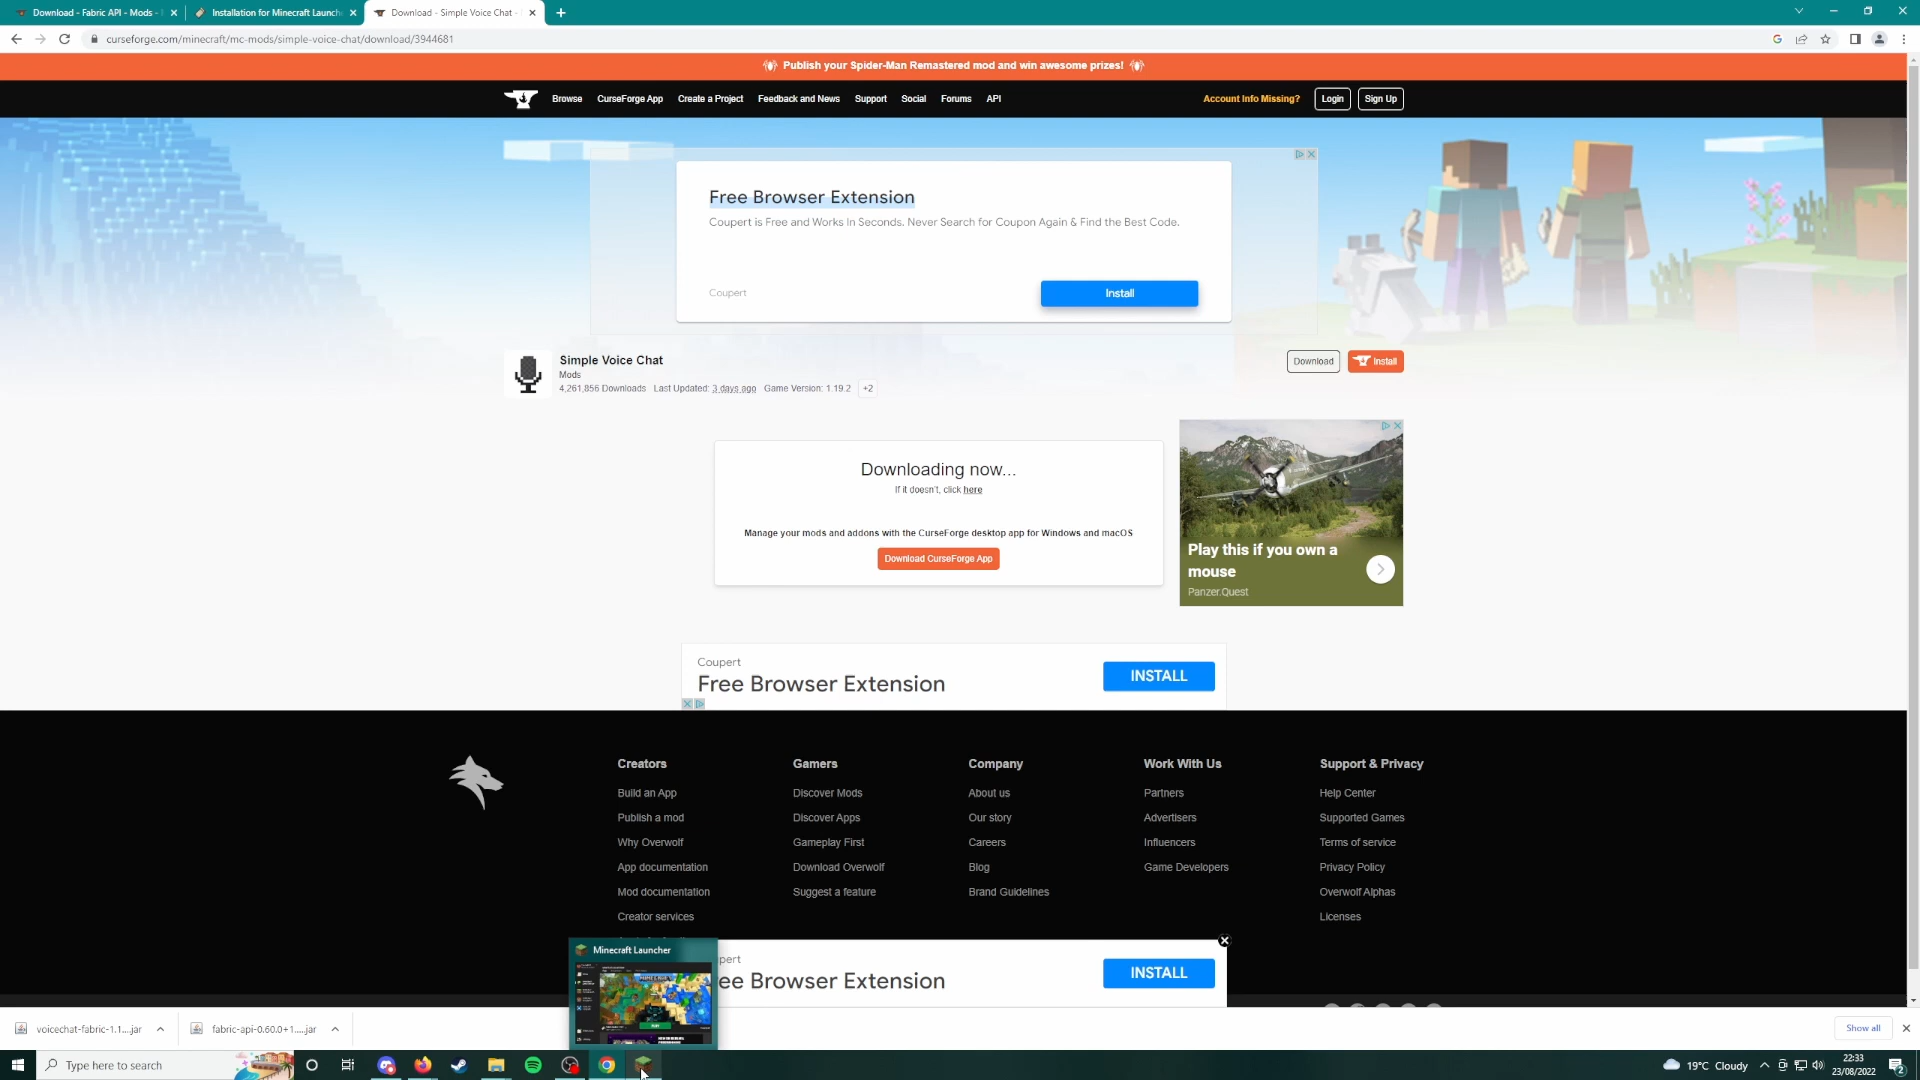 Download - Fabric API - Mods -
Installation for Minecraft Launch
Download - Simple Voice Chat -
curseforge.com/minecraft/mc-mods/simple-voice-chat/download/3944681
Publish your Spider-Man Remastered mod and win awesome prizes!
Browse CurseForge App Create a Project Feedback and News Support Social Forums API
Account Info Missing? Login Sign Up
Free Browser Extension
Coupert is Free and Works In Seconds. Never Search for Coupon Again & Find the Best Code.
Coupert
Install
Simple Voice Chat
Mods
4,261,856 Downloads Last Updated: 3 days ago Game Version: 1.19.2 +2
Download Install
Downloading now...
If it doesn't, click here
Manage your mods and addons with the CurseForge desktop app for Windows and macOS
Download CurseForge App
Play this if you own a
mouse
Panzer.Quest
Coupert
Free Browser Extension
INSTALL
Creators
Build an App
Publish a mod
Why Overwolf
App documentation
Mod documentation
Creator services
Gamers
Discover Mods
Discover Apps
Gameplay First
Download Overwolf
Suggest a feature
Company
About us
Our story
Careers
Blog
Brand Guidelines
Work With Us
Partners
Advertisers
Influencers
Game Developers
Support & Privacy
Help Center
Supported Games
Terms of service
Privacy Policy
Overwolf Alphas
Licenses
Minecraft Launcher
pert
ee Browser Extension
INSTALL
voicechat-fabric-1.1....jar
fabric-api-0.60.0+1.....jar
Show all
Type here to search
19°C Cloudy
22:33
23/08/2022
2